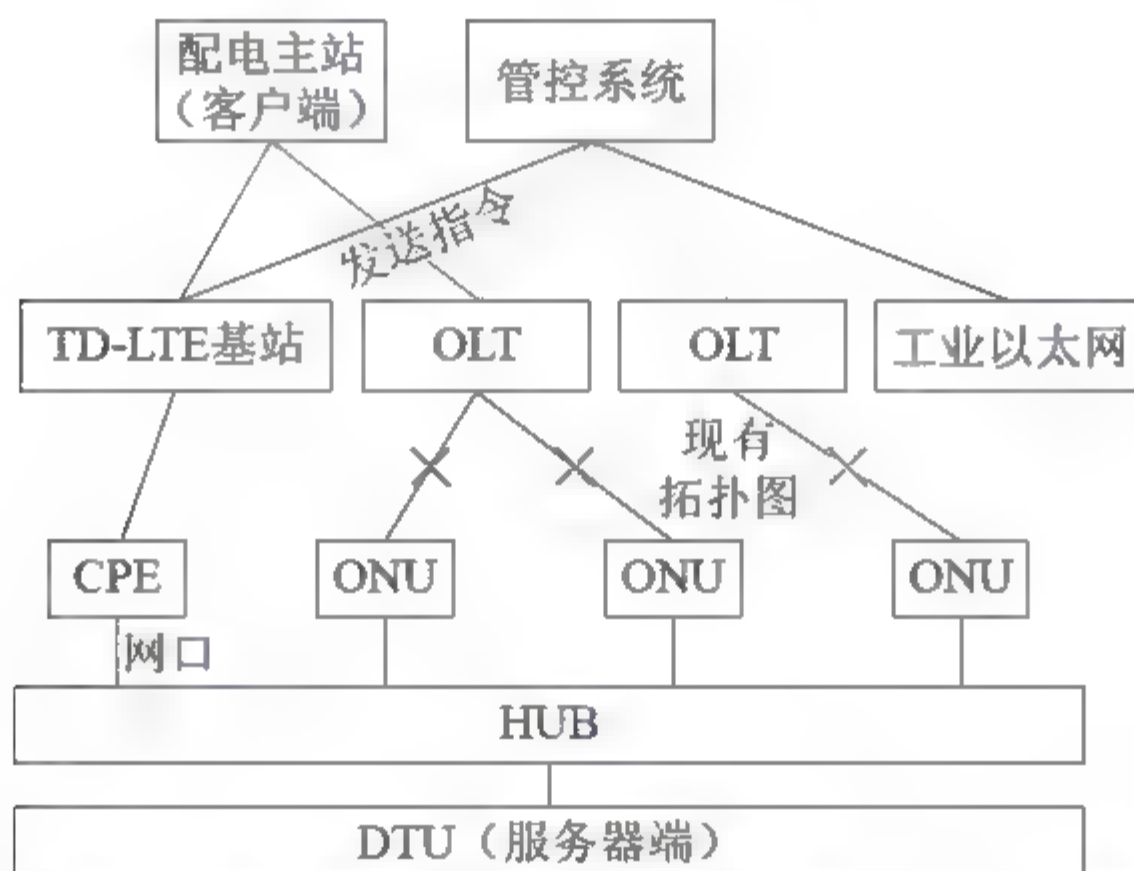 配电主站
（客户端）
管控系统
发送指令
TD-LTE基站
OLT
OLT
工业以太网
现有
拓扑图
CPE
ONU
ONU
ONU
网口
HUB
DTU（服务器端）